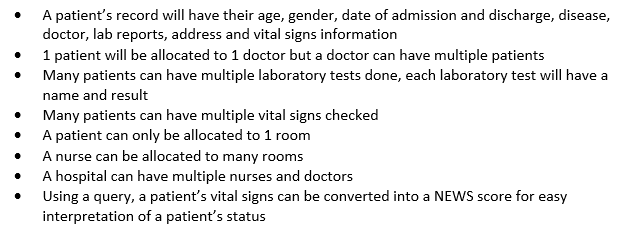 • A patient’s record will have their age, gender, date of admission and discharge, disease,
doctor, lab reports, address and vital signs information
• 1 patient will be allocated to 1 doctor but a doctor can have multiple patients
• Many patients can have multiple laboratory tests done, each laboratory test will have a
name and result
• Many patients can have multiple vital signs checked
• A patient can only be allocated to 1 room
• A nurse can be allocated to many rooms
• A hospital can have multiple nurses and doctors
• Using a query, a patient’s vital signs can be converted into a NEWS score for easy
interpretation of a patient’s status